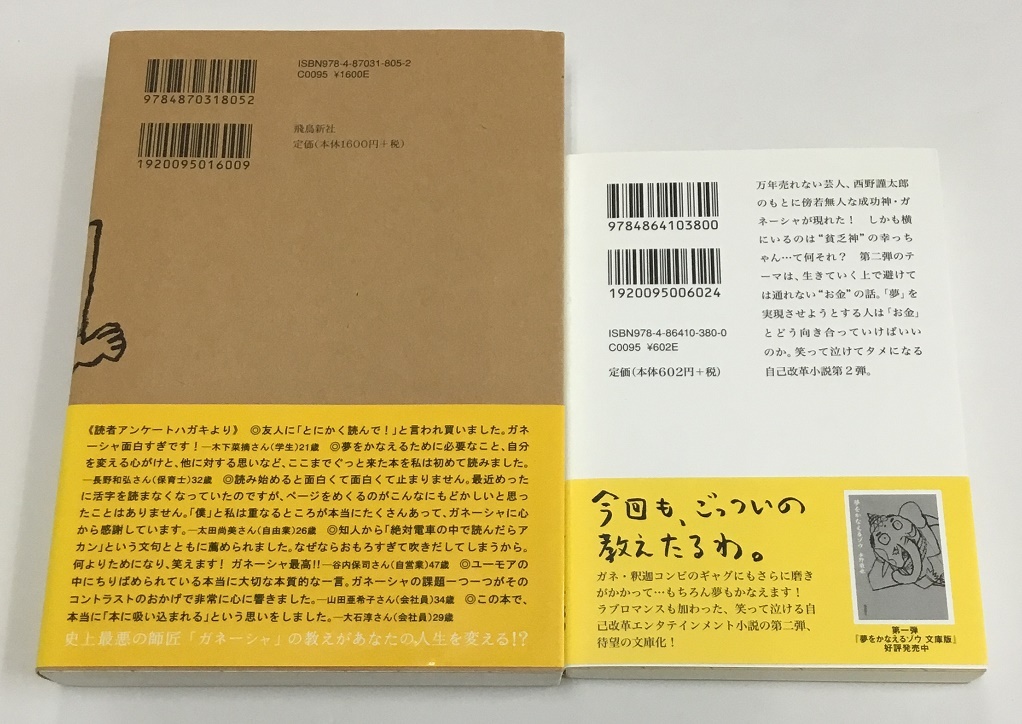 ISBN978-4-87031-805-2
C0095 ¥1600E
9784870318052
1920095016009
飛鳥新社
定価(本体1600円+税)
《読者アンケートハガキより》 ◎友人に「とにかく読んで!」と言われ買いました。ガネ
ーシャ面白すぎです!—木下菜摘さん(学生)21歳 ◎夢をかなえるために必要なこと、自分
を変える心がけと、他に対する思いなど、ここまでぐっと来た本を私は初めて読みました。
—長野和弘さん(保育士)32歳 ◎読み始めると面白くて面白くて止まりません。最近めった
に活字を読まなくなっていたのですが、ページをめくるのがこんなにもどかしいと思っ
たことはありません。「僕」と私は重なるところが本当にたくさんあって、ガネーシャに心
から感謝しています。—太田尚美さん(自由業)26歳 ◎知人から「絶対電車の中で読んだらア
カン」という文句とともに薦められました。なぜならおもろすぎて吹きだしてしまうから。
何よりためになり、笑えます! ガネーシャ最高!!—谷内保司さん(自営業)47歳 ◎ユーモアの
中にちりばめられている本当に大切な本質的な一言。ガネーシャの課題一つ一つがその
コントラストのおかげで非常に心に響きました。—山田亜希子さん(会社員)34歳 ◎この本で、
本当に「本に吸い込まれる」という思いをしました。—大石淳さん(会社員)29歳
史上最悪の師匠「ガネーシャ」の教えがあなたの人生を変える!?
9784864103800
1920095006024
ISBN978-4-86410-380-0
C0095 ¥602E
定価(本体602円+税)
万年売れない芸人、西野謹太郎
のもとに傍若無人な成功神・ガ
ネーシャが現れた! しかも横
にいるのは“貧乏神”の幸っち
ゃん…て何それ? 第二弾のテ
ーマは、生きていく上で避けて
は通れない“お金”の話。「夢」を
実現させようとする人は「お金」
とどう向き合っていけばいい
のか。笑って泣けてタメになる
自己改革小説第2弾。
今回も、ごっついの
教えたるわ。
ガネ・釈迦コンビのギャグにもさらに磨き
がかかって…もちろん夢もかなえます!
ラブロマンスも加わった、笑って泣ける自
己改革エンタテインメント小説の第二弾、
待望の文庫化!
夢をかなえるゾウ 水野敬也
第一弾
『夢をかなえるゾウ 文庫版』
好評発売中